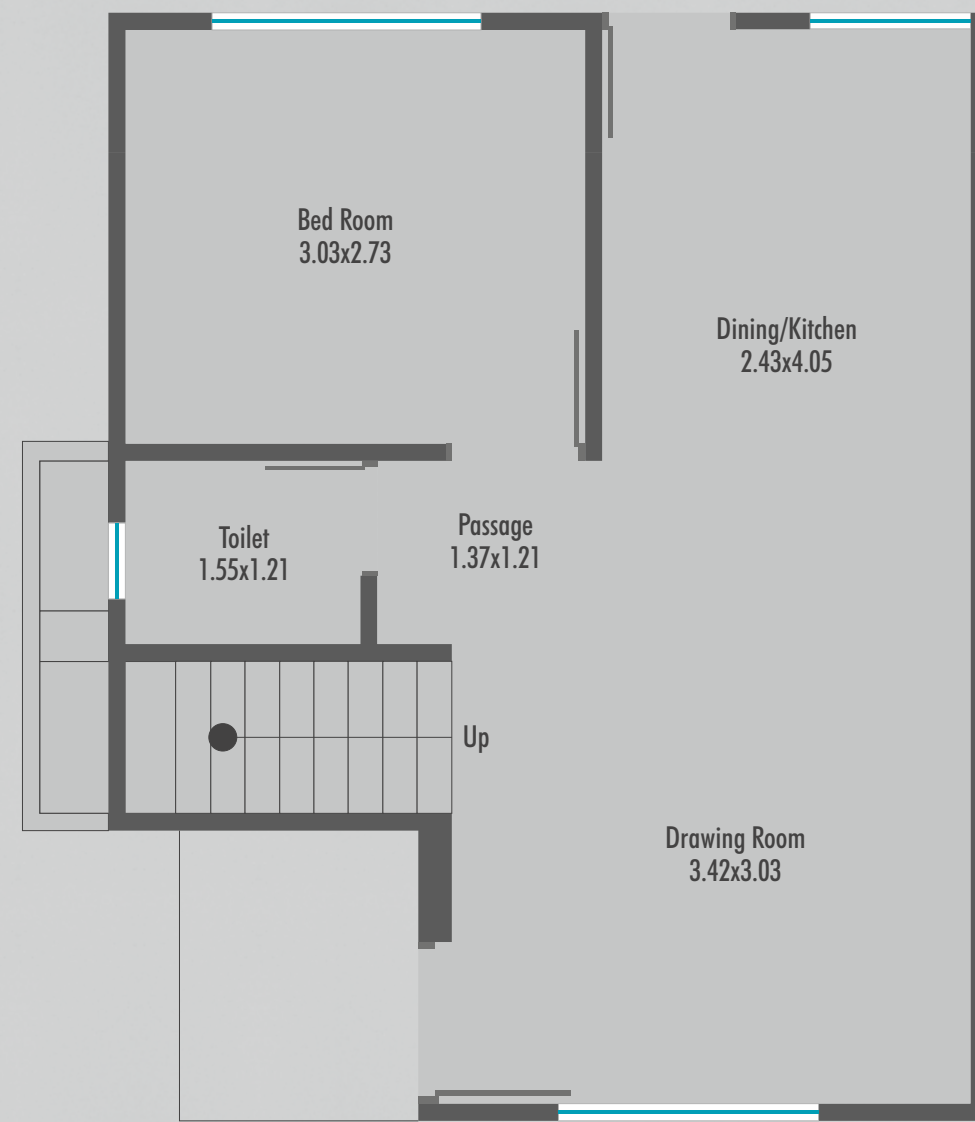 Bed Room
3.03x2.73
Dining/Kitchen
2.43x4.05
Toilet
1.55x1.21
Passage
1.37x1.21
Up
Drawing Room
3.42x3.03